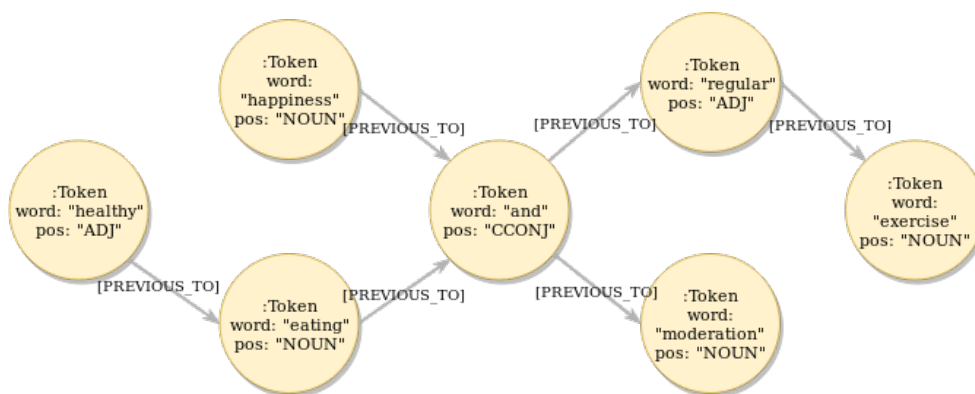 :Token
word:
"happiness"
pos: "NOUN"
[PREVIOUS_TO]
:Token
word: "regular"
pos: "ADJ"
[PREVIOUS_TO]
[PREVIOUS_TO]
:Token
word: "healthy"
pos: "ADJ"
[PREVIOUS_TO]
:Token
word: "and"
pos: "CCONJ"
:Token
word:
"exercise"
pos: "NOUN"
:Token
word: "eating"
pos: "NOUN"
[PREVIOUS_TO]
[PREVIOUS_TO]
:Token
word:
"moderation"
pos: "NOUN"